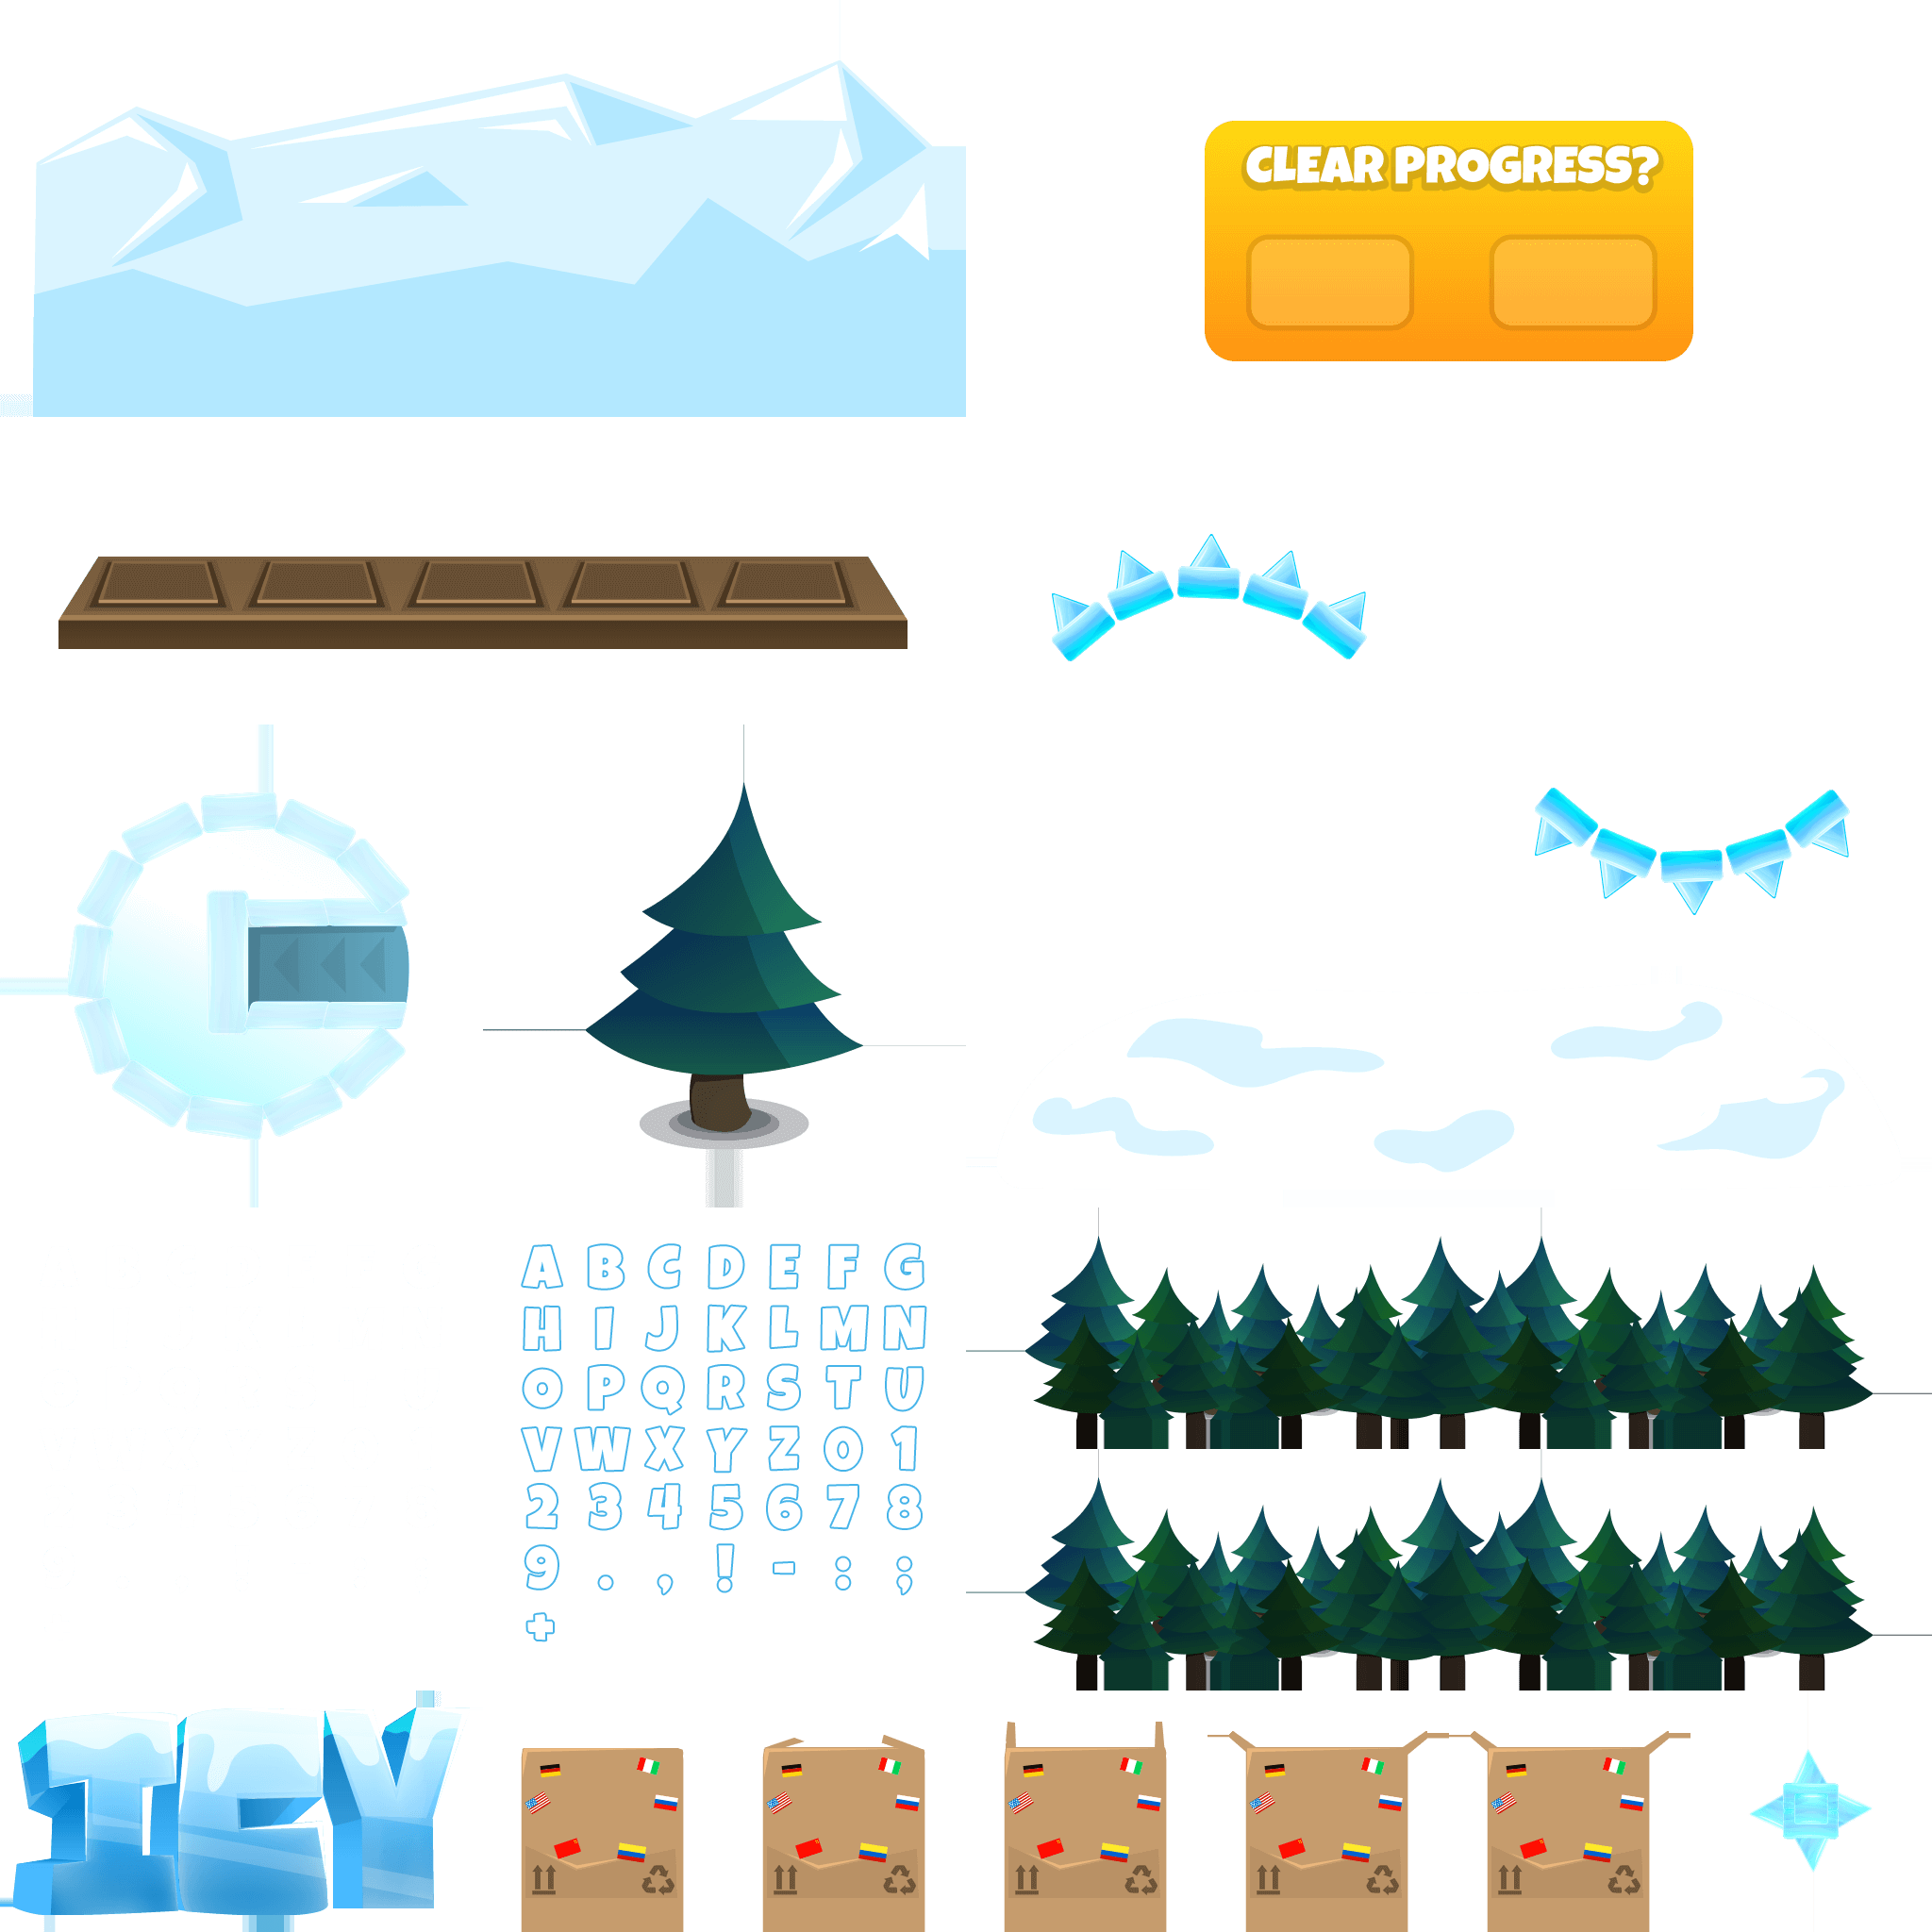 CLEAR PROGRESS?
A B C D E F G
H I J K L M N
O P Q R S T U
V W X Y Z 0 1
2 3 4 5 6 7 8
9 . , ! - : ;
+
ICY